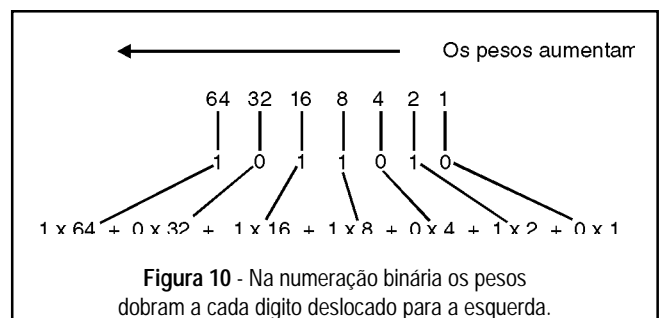 Os pesos aumentam
64 32 16 8 4 2 1
1 0 1 1 0 1 0
1 x 64 + 0 x 32 + 1 x 16 + 1 x 8 + 0 x 4 + 1 x 2 + 0 x 1
Figura 10 - Na numeração binária os pesos
dobram a cada digito deslocado para a esquerda.